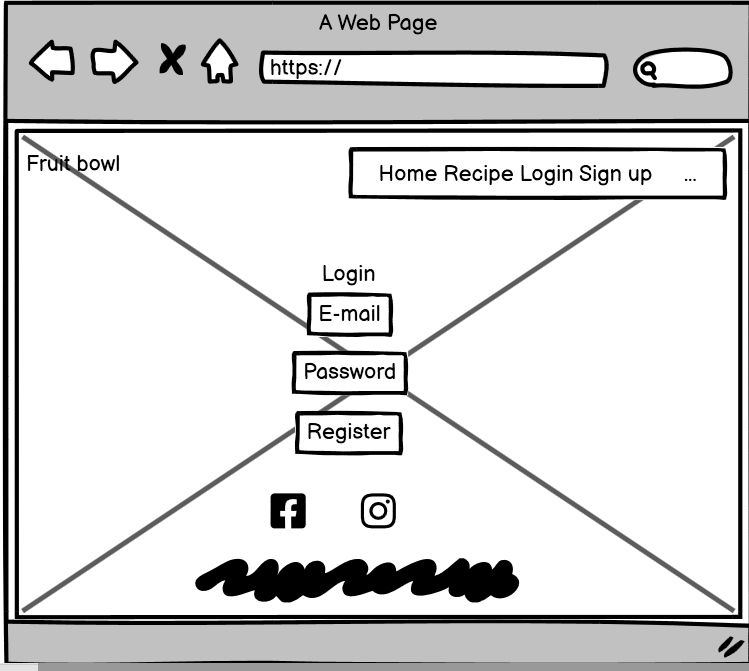 A Web Page
https://
Fruit bowl
Home Recipe Login Sign up ...
Login
E-mail
Password
Register